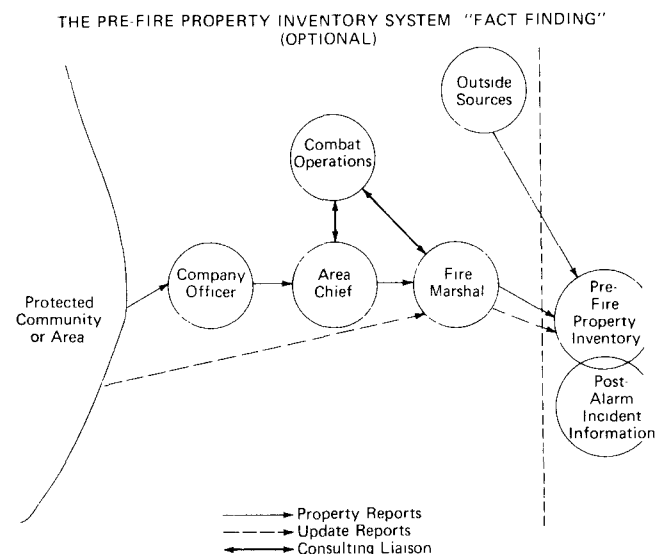 THE PRE-FIRE PROPERTY INVENTORY SYSTEM "FACT FINDING"
(OPTIONAL)
Outside
Sources
Combat
Operations
Company
Officer
Area
Chief
Fire
Marshal
Protected
Community
or Area
Pre-
Fire
Property
Inventory
Post-
Alarm
Incident
Information
Property Reports
Update Reports
Consulting Liaison